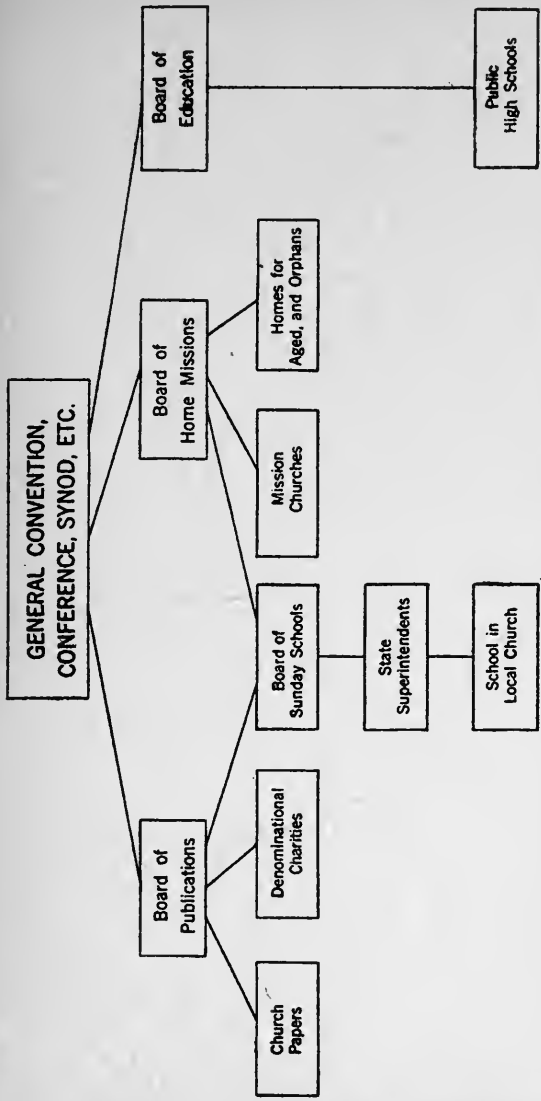 GENERAL CONVENTION,
CONFERENCE, SYNOD, ETC.
Board of
Publications
Board of
Home Missions
Board of
Education
Church
Papers
Denominational
Charities
Board of
Sunday Schools
Mission
Churches
Homes for
Aged, and Orphans
State
Superintendents
School in
Local Church
Public
High Schools